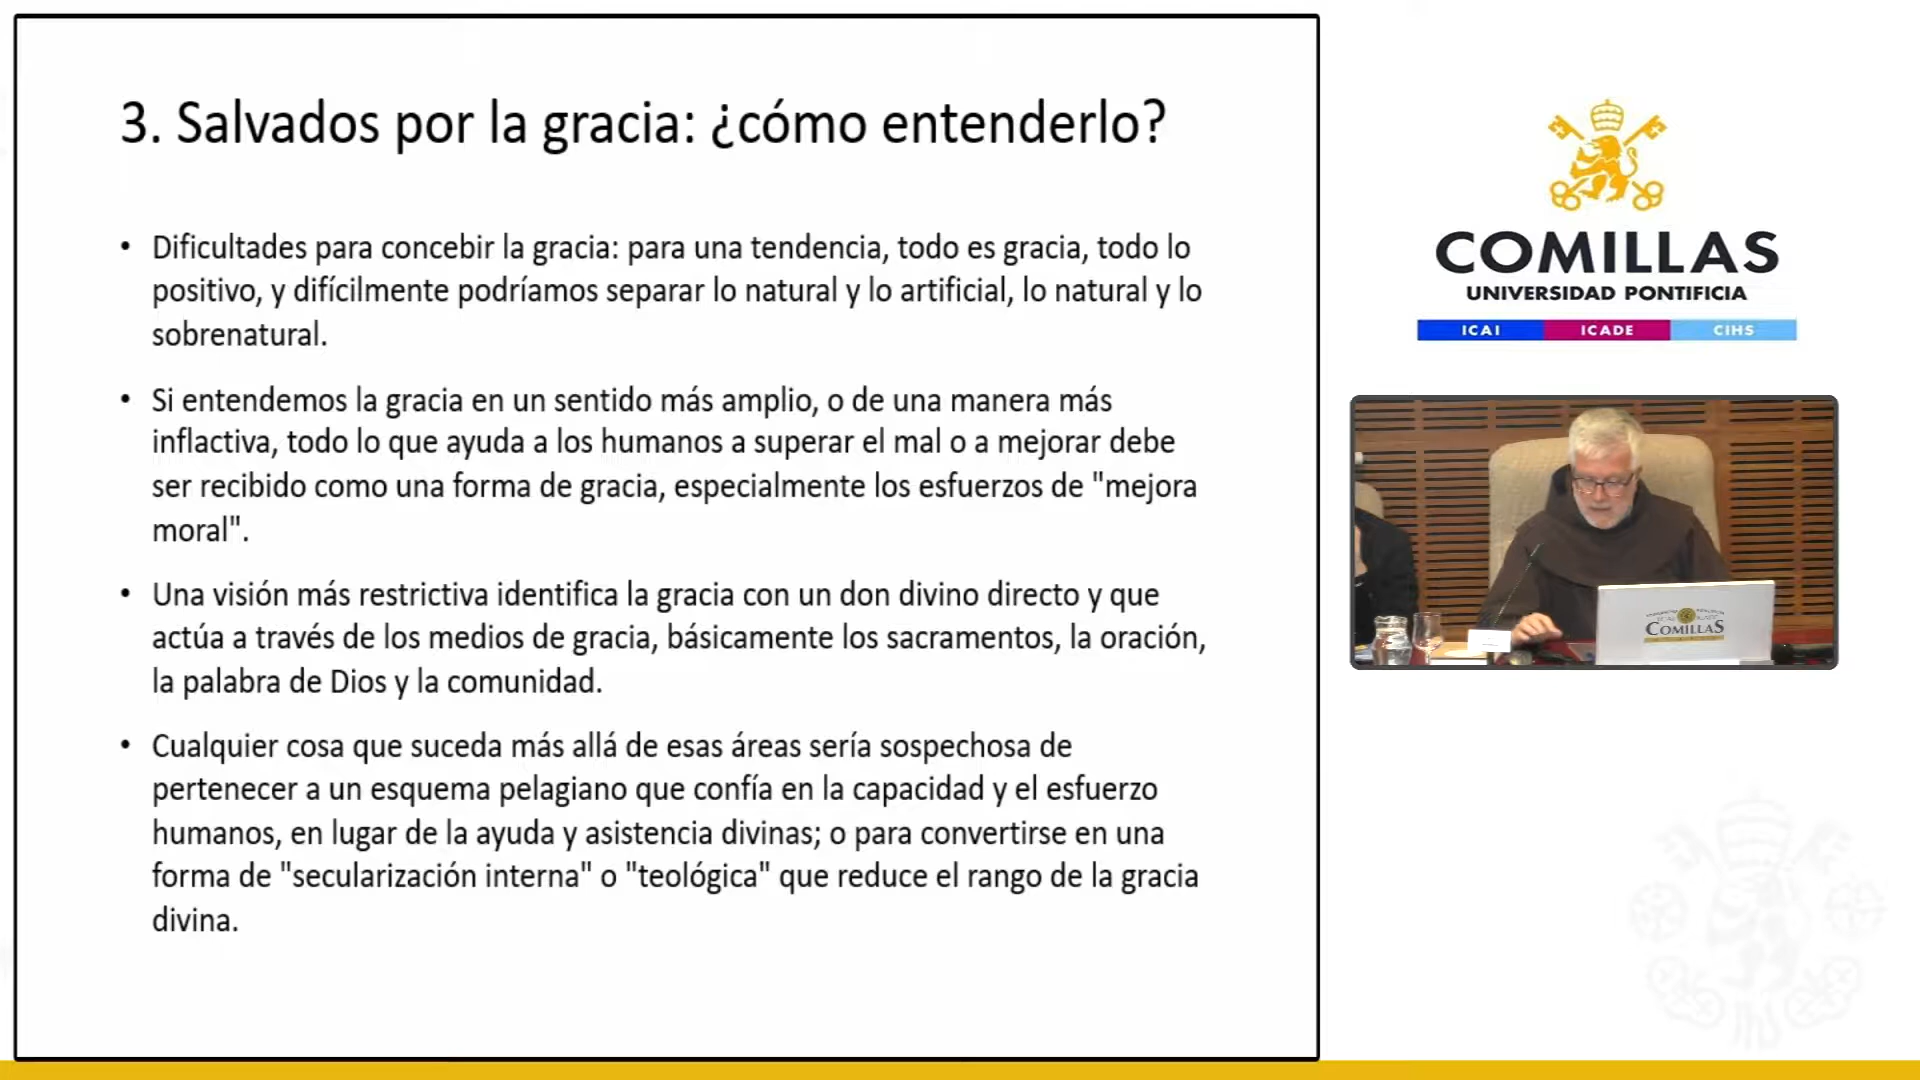 3. Salvados por la gracia: ¿cómo entenderlo?
• Dificultades para concebir la gracia: para una tendencia, todo es gracia, todo lo
positivo, y difícilmente podríamos separar lo natural y lo artificial, lo natural y lo
sobrenatural.
• Si entendemos la gracia en un sentido más amplio, o de una manera más
inflactiva, todo lo que ayuda a los humanos a superar el mal o a mejorar debe
ser recibido como una forma de gracia, especialmente los esfuerzos de "mejora
moral".
• Una visión más restrictiva identifica la gracia con un don divino directo y que
actúa a través de los medios de gracia, básicamente los sacramentos, la oración,
la palabra de Dios y la comunidad.
• Cualquier cosa que suceda más allá de esas áreas sería sospechosa de
pertenecer a un esquema pelagiano que confía en la capacidad y el esfuerzo
humanos, en lugar de la ayuda y asistencia divinas; o para convertirse en una
forma de "secularización interna" o "teológica" que reduce el rango de la gracia
divina.
COMILLAS
UNIVERSIDAD PONTIFICIA
ICAI ICADE CIHS
COMILLAS